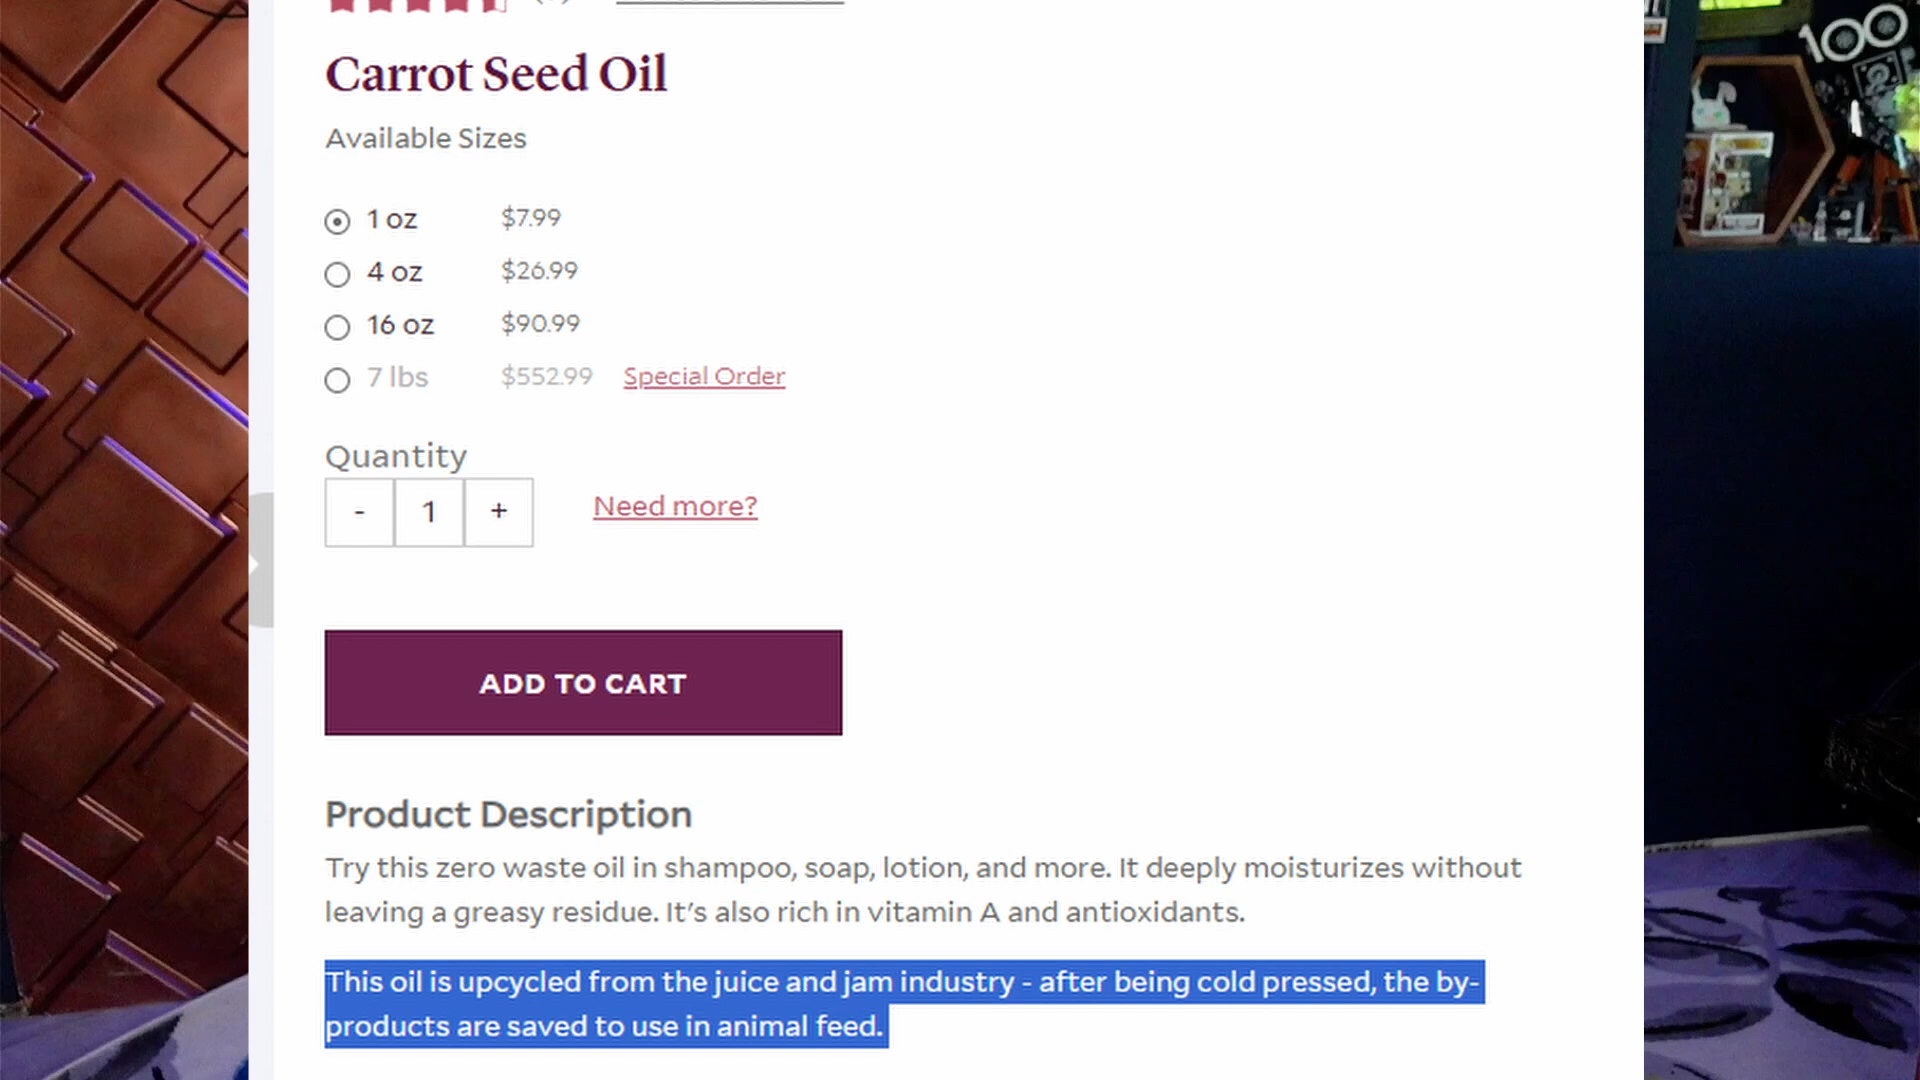 Carrot Seed Oil
Available Sizes
1 oz $7.99
4 oz $26.99
16 oz $90.99
7 lbs $552.99 Special Order
Quantity
- 1 + Need more?
ADD TO CART
Product Description
Try this zero waste oil in shampoo, soap, lotion, and more. It deeply moisturizes without
leaving a greasy residue. It's also rich in vitamin A and antioxidants.
This oil is upcycled from the juice and jam industry - after being cold pressed, the by-
products are saved to use in animal feed.
100